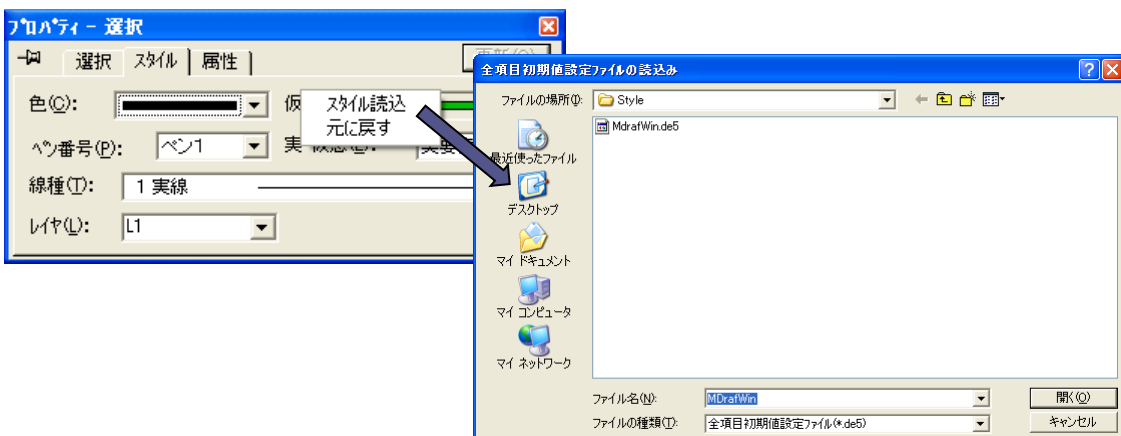 プロパティ - 選択
選択 スタイル 属性
色(C):
仮
スタイル読込
元に戻す
ペン番号(P): ペン1
実
線種(T): 1 実線
レイヤ(L): L1
全項目初期値設定ファイルの読込み
ファイルの場所(I): Style
MdrafWin.de5
最近使ったファイル
デスクトップ
マイ ドキュメント
マイ コンピュータ
マイ ネットワーク
ファイル名(N): MDrafWin 開く(O)
ファイルの種類(T): 全項目初期値設定ファイル(*.de5) キャンセル